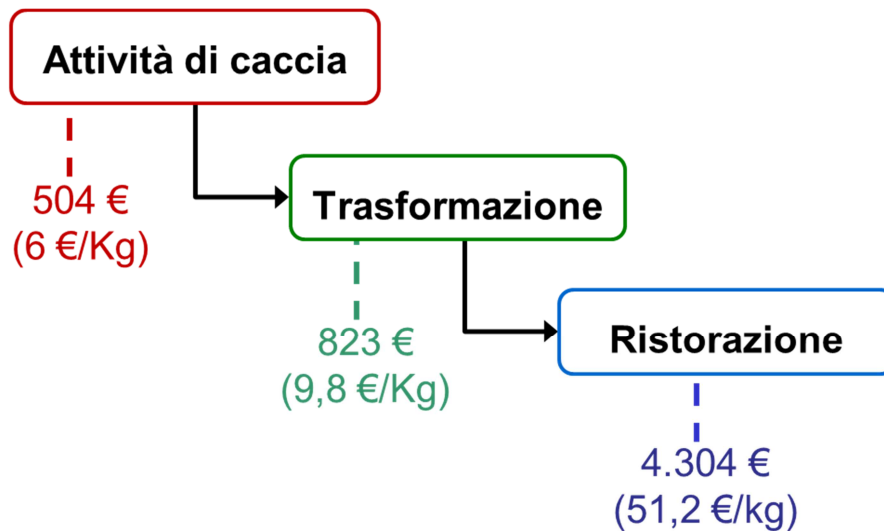 Attività di caccia
504 €
(6 €/Kg)
Trasformazione
823 €
(9,8 €/Kg)
Ristorazione
4.304 €
(51,2 €/kg)